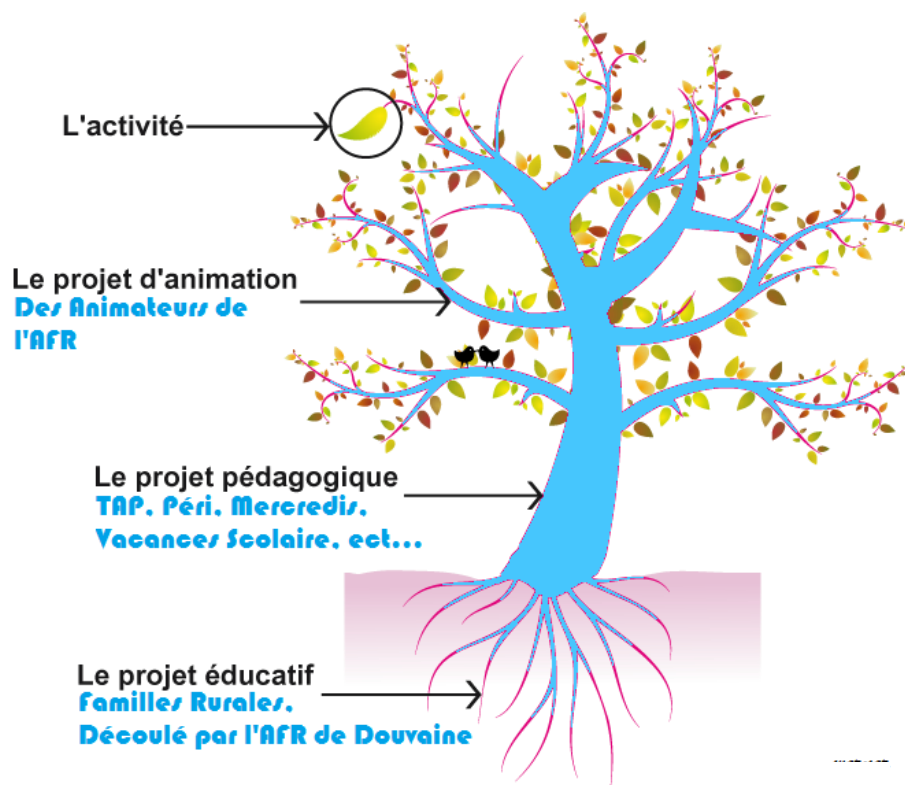 L'activité
Le projet d'animation
Des Animateurs de
l'AFR
Le projet pédagogique
TAP, Péri, Mercredis,
Vacances Scolaire, ect...
Le projet éducatif
Familles Rurales,
Découlé par l'AFR de Douvaine